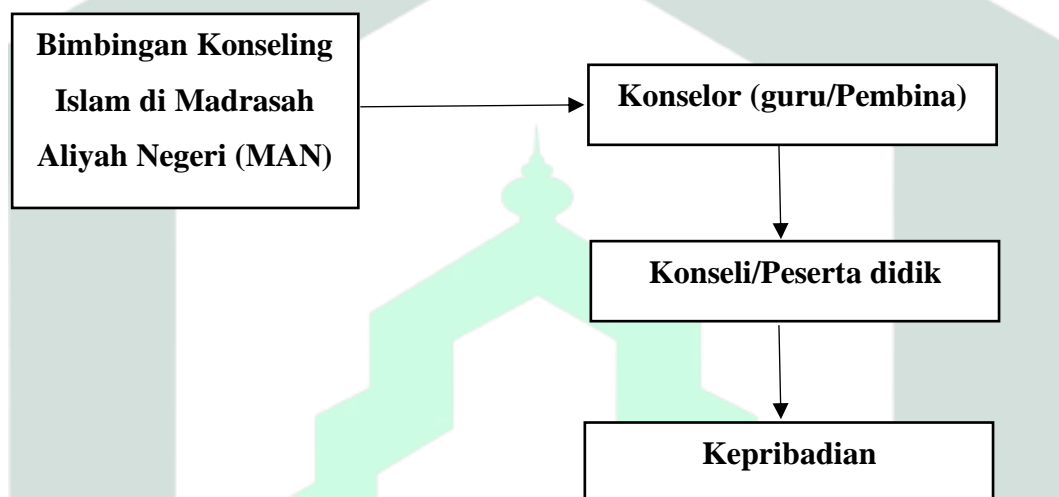 Bimbingan Konseling
Islam di Madrasah
Aliyah Negeri (MAN)
Konselor (guru/Pembina)
Konseli/Peserta didik
Kepribadian